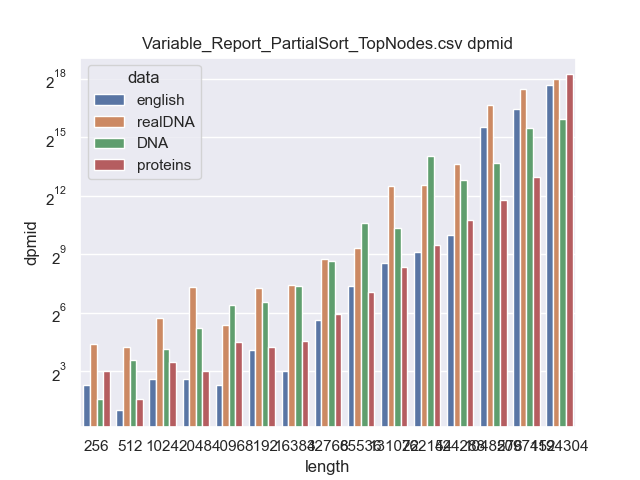 Variable_Report_PartialSort_TopNodes.csv dpmid
data
english
realDNA
DNA
proteins
dpmid
2^18
2^15
2^12
2^9
2^6
2^3
256 512 1024 2048 4096 8192 16384 32768 65536 131072 262144 524288 1048576 2097152 4194304
length